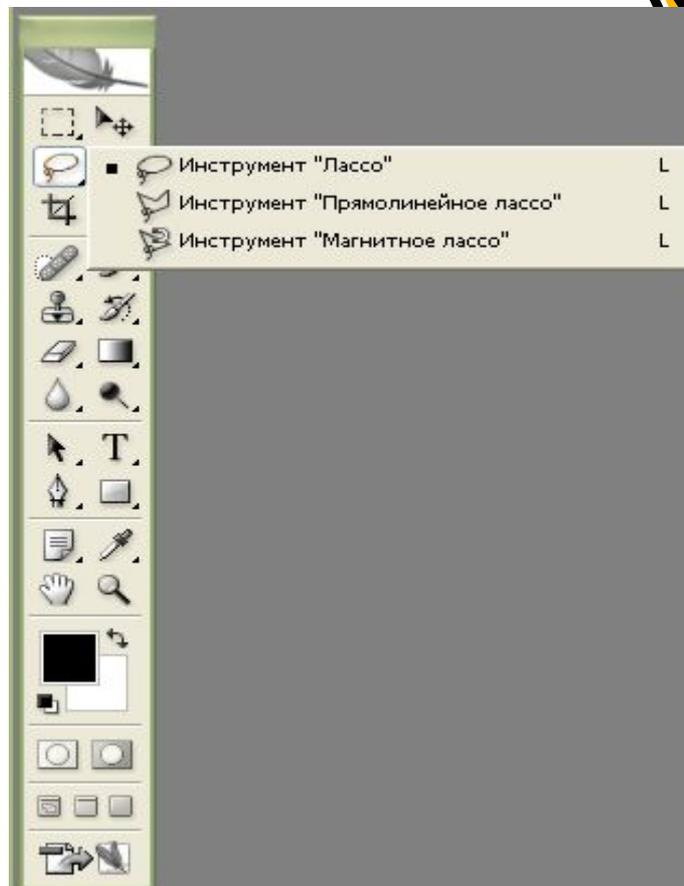 Инструмент "Лассо" L
Инструмент "Прямолинейное лассо" L
Инструмент "Магнитное лассо" L
T